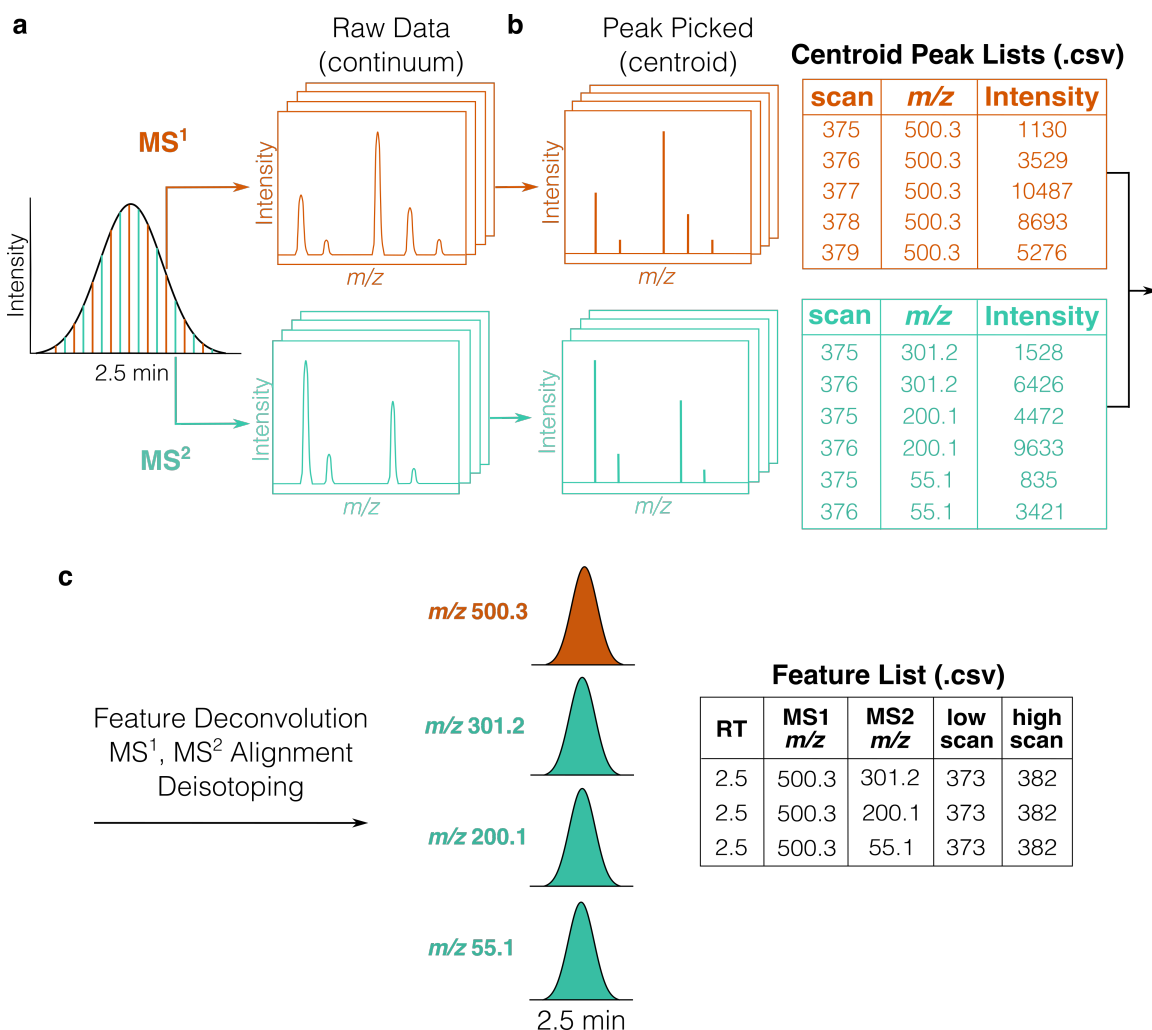 a
Raw Data
(continuum)
b
Peak Picked
(centroid)
Centroid Peak Lists (.csv)
MS¹
Intensity
m/z
Intensity
m/z
scan m/z Intensity
375 500.3 1130
376 500.3 3529
377 500.3 10487
378 500.3 8693
379 500.3 5276
Intensity
2.5 min
MS²
Intensity
m/z
Intensity
m/z
scan m/z Intensity
375 301.2 1528
376 301.2 6426
375 200.1 4472
376 200.1 9633
375 55.1 835
376 55.1 3421
c
Feature Deconvolution
MS¹, MS² Alignment
Deisotoping
m/z 500.3
m/z 301.2
m/z 200.1
m/z 55.1
2.5 min
Feature List (.csv)
RT MS1 m/z MS2 m/z low scan high scan
2.5 500.3 301.2 373 382
2.5 500.3 200.1 373 382
2.5 500.3 55.1 373 382